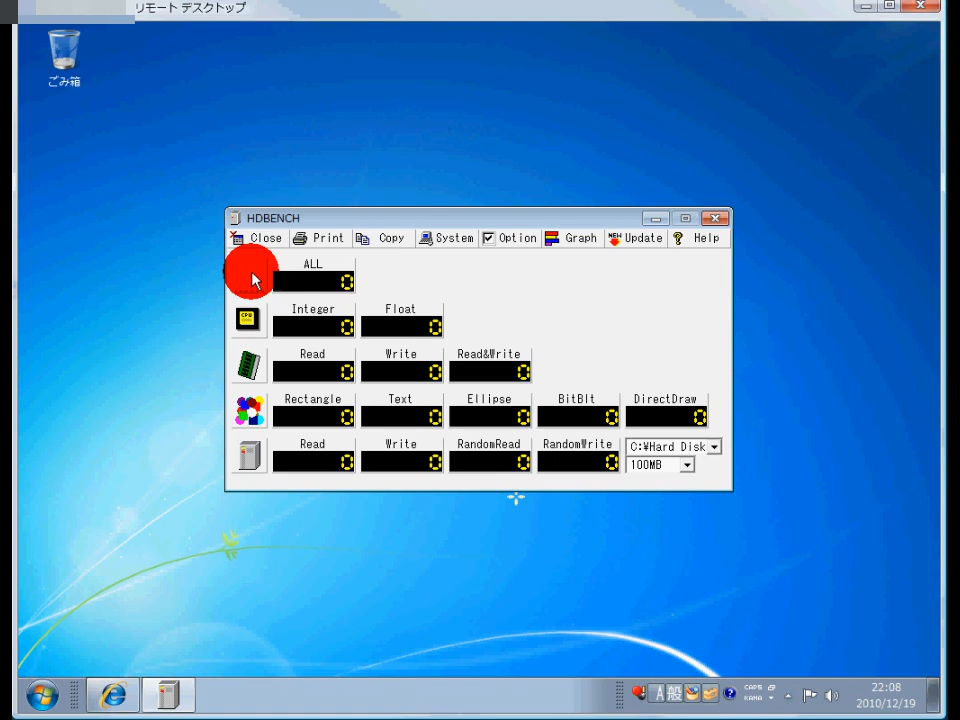 リモート デスクトップ
ごみ箱
HDBENCH
Close Print Copy System Option Graph NEW Update Help
ALL
0
Integer Float
CPU 0 0
Read Write Read&Write
0 0 0
Rectangle Text Ellipse BitBlt DirectDraw
0 0 0 0 0
Read Write RandomRead RandomWrite C:¥Hard Disk
0 0 0 0 100MB
A 般 CAPS
KANA
22:08
2010/12/19